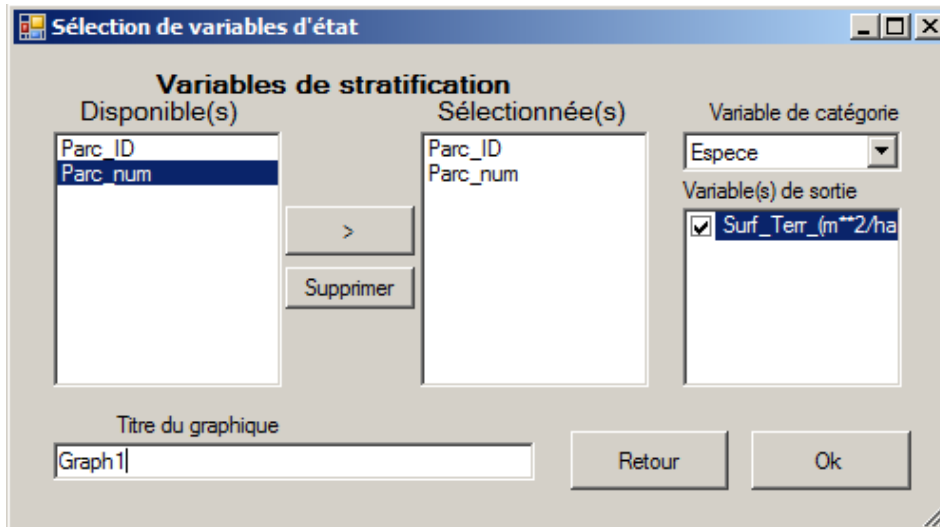 Sélection de variables d'état
Variables de stratification
Disponible(s)
Sélectionnée(s)
Variable de catégorie
Parc_ID
Parc_num
Parc_ID
Parc_num
Espece
Variable(s) de sortie
Surf_Terr_(m**2/ha
>
Supprimer
Titre du graphique
Graph1
Retour
Ok